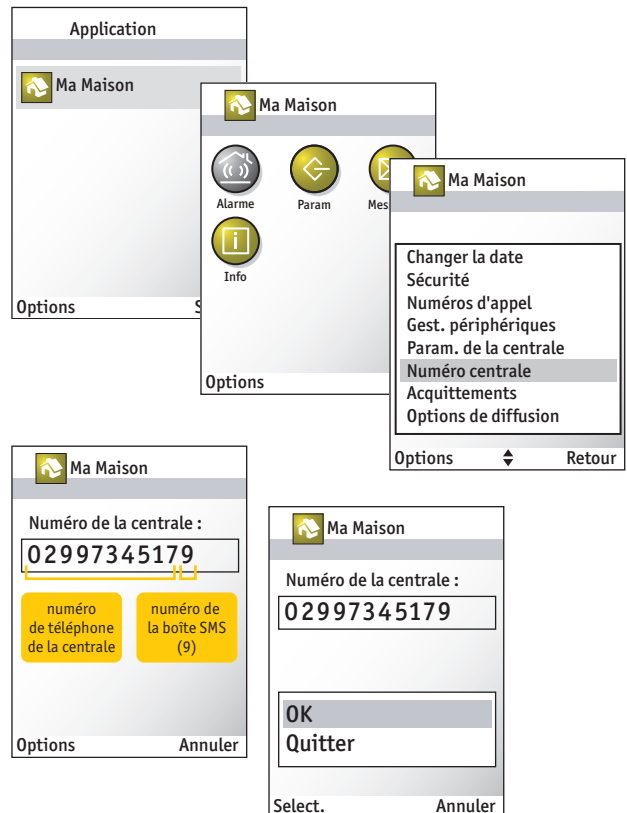 Application
Ma Maison
Options
S
Ma Maison
Alarme
Param
Mes
Info
Options
Ma Maison
Changer la date
Sécurité
Numéros d'appel
Gest. périphériques
Param. de la centrale
Numéro centrale
Acquittements
Options de diffusion
Options
Retour
Ma Maison
Numéro de la centrale :
02997345179
numéro
de téléphone
de la centrale
numéro de
la boîte SMS
(9)
Options
Annuler
Ma Maison
Numéro de la centrale :
02997345179
OK
Quitter
Select.
Annuler